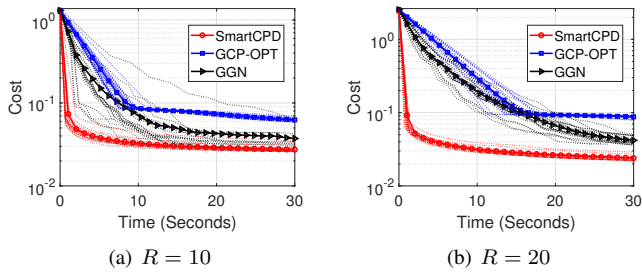 10^0
10^{-1}
10^{-2}
Cost
0 10 20 30
Time (Seconds)
SmartCPD
GCP-OPT
GGN
(a) R = 10
10^0
10^{-1}
10^{-2}
Cost
0 10 20 30
Time (Seconds)
SmartCPD
GCP-OPT
GGN
(b) R = 20